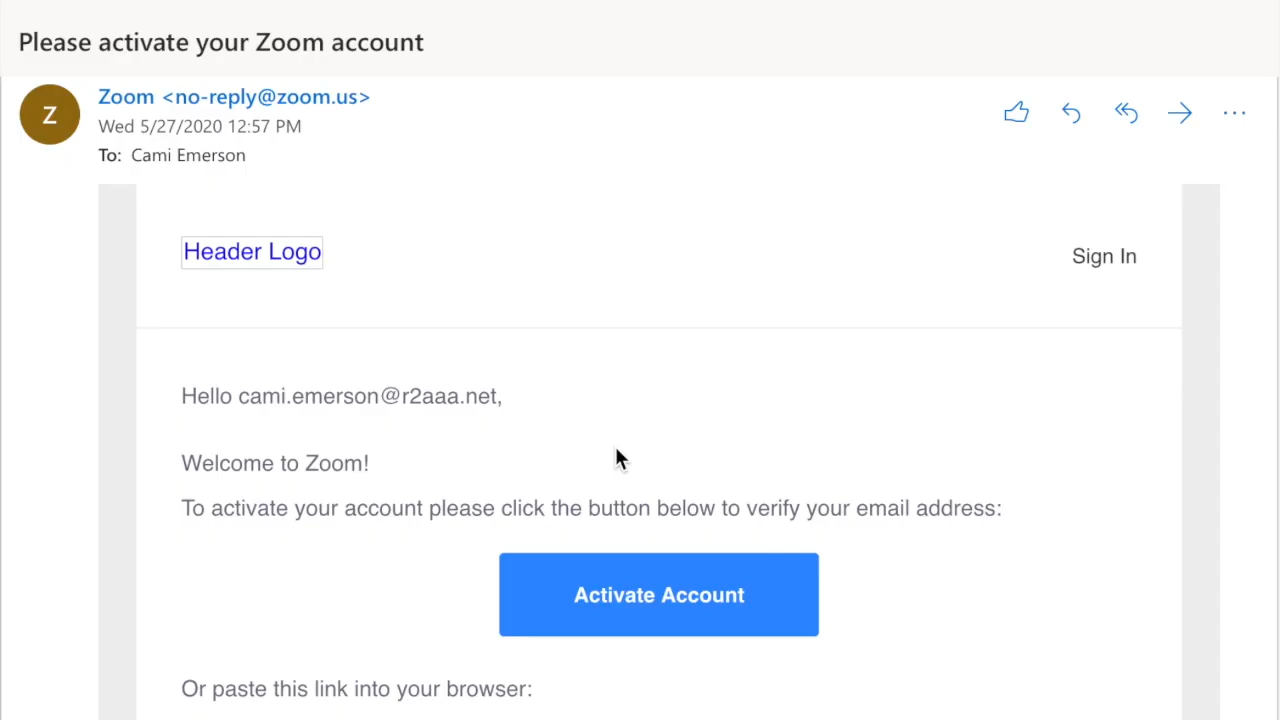 Please activate your Zoom account
Z
Zoom <no-reply@zoom.us>
Wed 5/27/2020 12:57 PM
To: Cami Emerson
Header Logo
Sign In
Hello cami.emerson@r2aaa.net,
Welcome to Zoom!
To activate your account please click the button below to verify your email address:
Activate Account
Or paste this link into your browser: